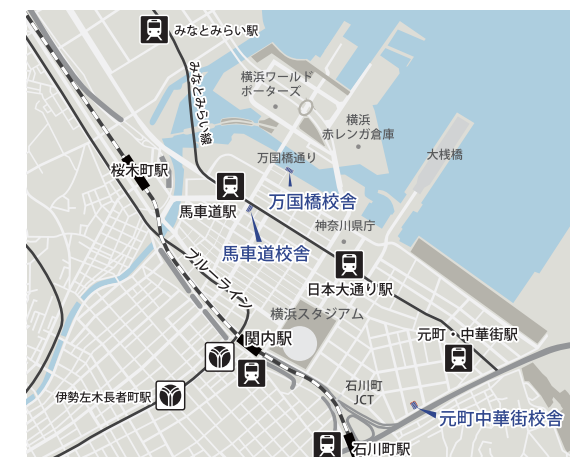 みなとみらい駅
みなとみらい線
横浜ワールド
ポーターズ
横浜
赤レンガ倉庫
万国橋通り
大桟橋
桜木町駅
万国橋校舎
馬車道駅
神奈川県庁
馬車道校舎
ブルーライン
日本大通り駅
横浜スタジアム
関内駅
元町・中華街駅
伊勢左木長者町駅
石川町
JCT
元町中華街校舎
石川町駅